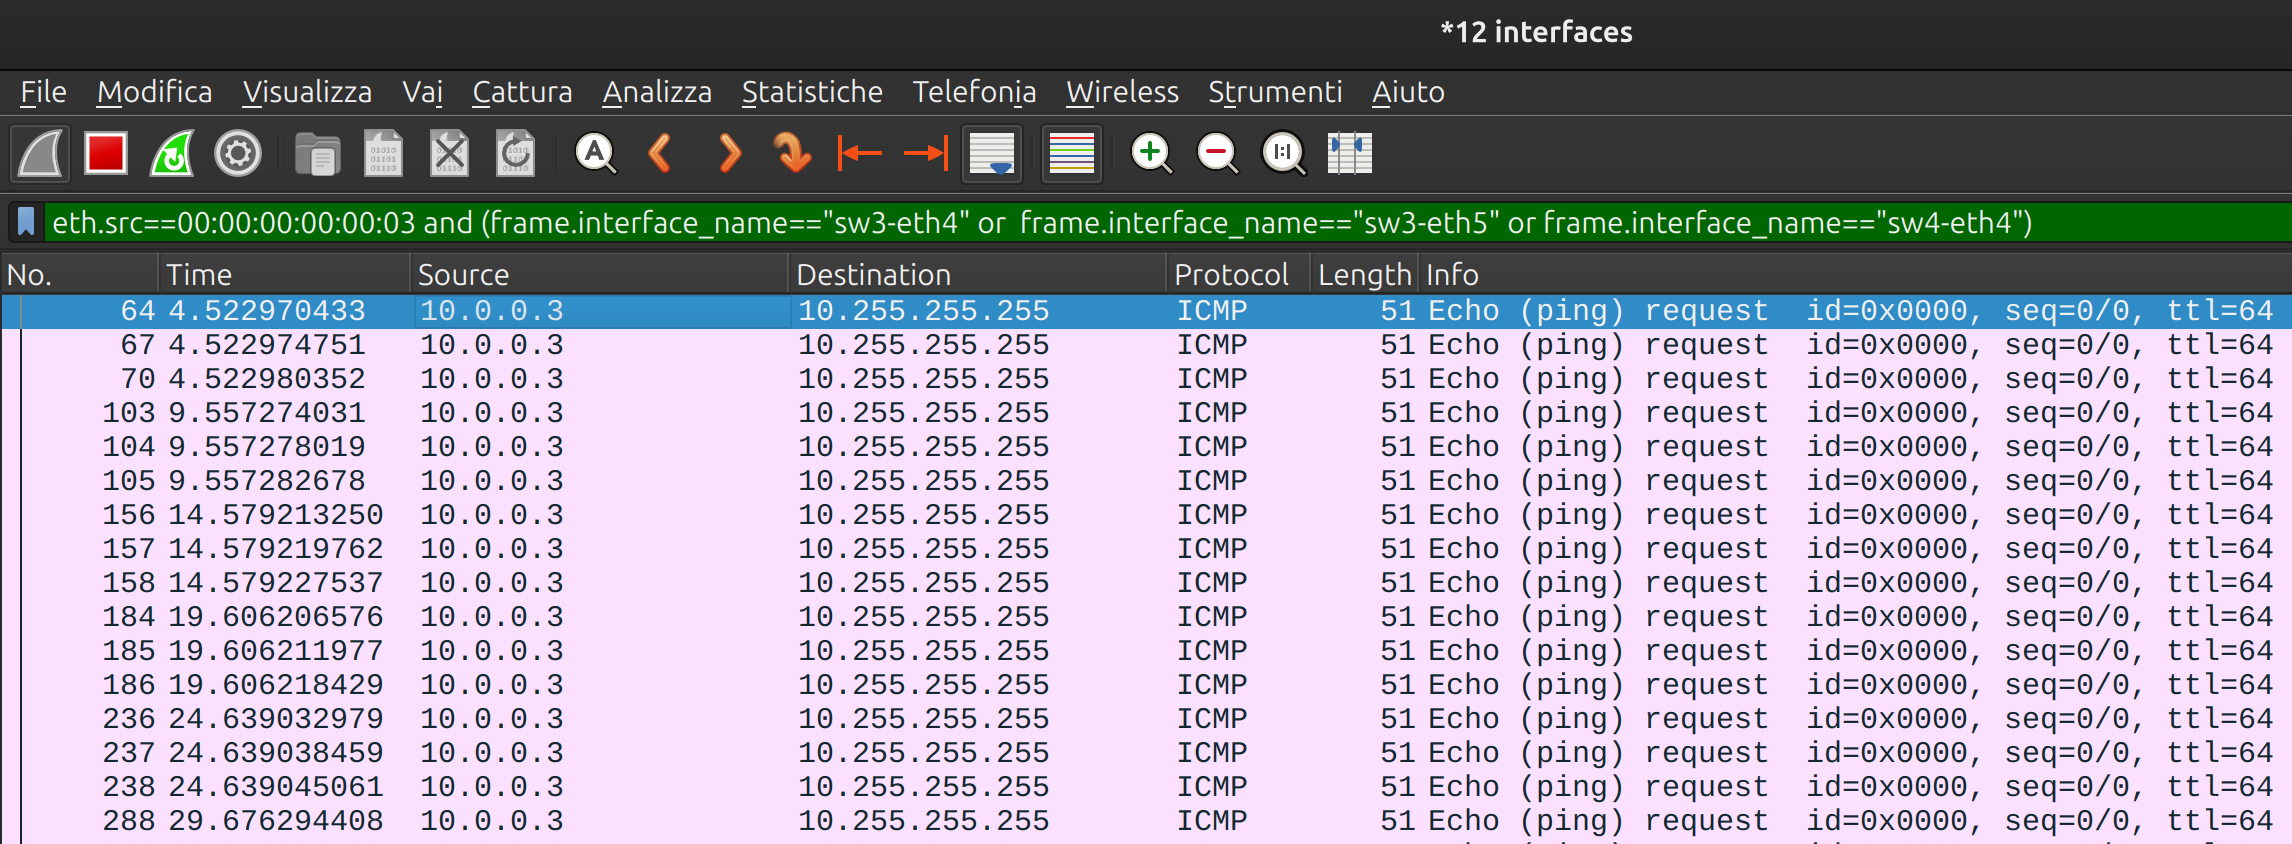 *12 interfaces
File Modifica Visualizza Vai Cattura Analizza Statistiche Telefonia Wireless Strumenti Aiuto
eth.src==00:00:00:00:00:03 and (frame.interface_name=="sw3-eth4" or  frame.interface_name=="sw3-eth5" or frame.interface_name=="sw4-eth4")
No. Time Source Destination Protocol Length Info
64 4.522970433 10.0.0.3 10.255.255.255 ICMP 51 Echo (ping) request id=0x0000, seq=0/0, ttl=64
67 4.522974751 10.0.0.3 10.255.255.255 ICMP 51 Echo (ping) request id=0x0000, seq=0/0, ttl=64
70 4.522980352 10.0.0.3 10.255.255.255 ICMP 51 Echo (ping) request id=0x0000, seq=0/0, ttl=64
103 9.557274031 10.0.0.3 10.255.255.255 ICMP 51 Echo (ping) request id=0x0000, seq=0/0, ttl=64
104 9.557278019 10.0.0.3 10.255.255.255 ICMP 51 Echo (ping) request id=0x0000, seq=0/0, ttl=64
105 9.557282678 10.0.0.3 10.255.255.255 ICMP 51 Echo (ping) request id=0x0000, seq=0/0, ttl=64
156 14.579213250 10.0.0.3 10.255.255.255 ICMP 51 Echo (ping) request id=0x0000, seq=0/0, ttl=64
157 14.579219762 10.0.0.3 10.255.255.255 ICMP 51 Echo (ping) request id=0x0000, seq=0/0, ttl=64
158 14.579227537 10.0.0.3 10.255.255.255 ICMP 51 Echo (ping) request id=0x0000, seq=0/0, ttl=64
184 19.606206576 10.0.0.3 10.255.255.255 ICMP 51 Echo (ping) request id=0x0000, seq=0/0, ttl=64
185 19.606211977 10.0.0.3 10.255.255.255 ICMP 51 Echo (ping) request id=0x0000, seq=0/0, ttl=64
186 19.606218429 10.0.0.3 10.255.255.255 ICMP 51 Echo (ping) request id=0x0000, seq=0/0, ttl=64
236 24.639032979 10.0.0.3 10.255.255.255 ICMP 51 Echo (ping) request id=0x0000, seq=0/0, ttl=64
237 24.639038459 10.0.0.3 10.255.255.255 ICMP 51 Echo (ping) request id=0x0000, seq=0/0, ttl=64
238 24.639045061 10.0.0.3 10.255.255.255 ICMP 51 Echo (ping) request id=0x0000, seq=0/0, ttl=64
288 29.676294408 10.0.0.3 10.255.255.255 ICMP 51 Echo (ping) request id=0x0000, seq=0/0, ttl=64